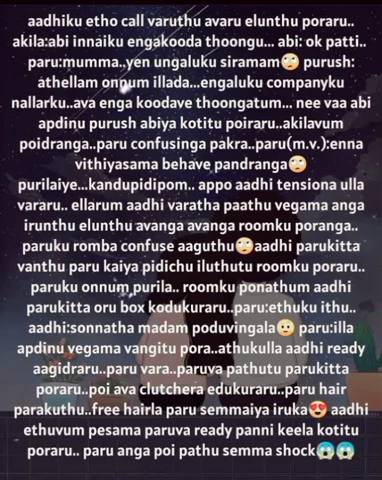 aadhiku etho call varuthu avaru elunthu poraru..
akila:abi innaiku engakooda thoongu... abi: ok patti..
paru:mumma..yen ungaluku siramam🙄 purush:
athellam onnum illada...engaluku companyku
nallarku..ava enga koodave thoongatum... nee vaa abi
apdinu purush abiya kotitu poiraru..akilavum
poidranga..paru confusinga pakra..paru(m.v.):enna
vithiyasama behave pandranga🙄
purilaiye...kandupidipom.. appo aadhi tensiona ulla
vararu.. ellarum aadhi varatha paathu vegama anga
irunthu elunthu avanga avanga roomku poranga..
paruku romba confuse aaguthu🙄aadhi parukitta
vanthu paru kaiya pidichu iluthutu roomku poraru..
paruku onnum purila.. roomku ponathum aadhi
parukitta oru box kodukuraru..paru:ethuku ithu..
aadhi:sonnatha madam poduvingala🫢 paru:illa
apdinu vegama vangitu pora..athukulla aadhi ready
aagidraru..paru vara..paruva pathutu parukitta
poraru..poi ava clutchera edukuraru..paru hair
parakuthu..free hairla paru semmaiya iruka😍 aadhi
ethuvum pesama paruva ready panni keela kotitu
poraru.. paru anga poi pathu semma shock😱😱